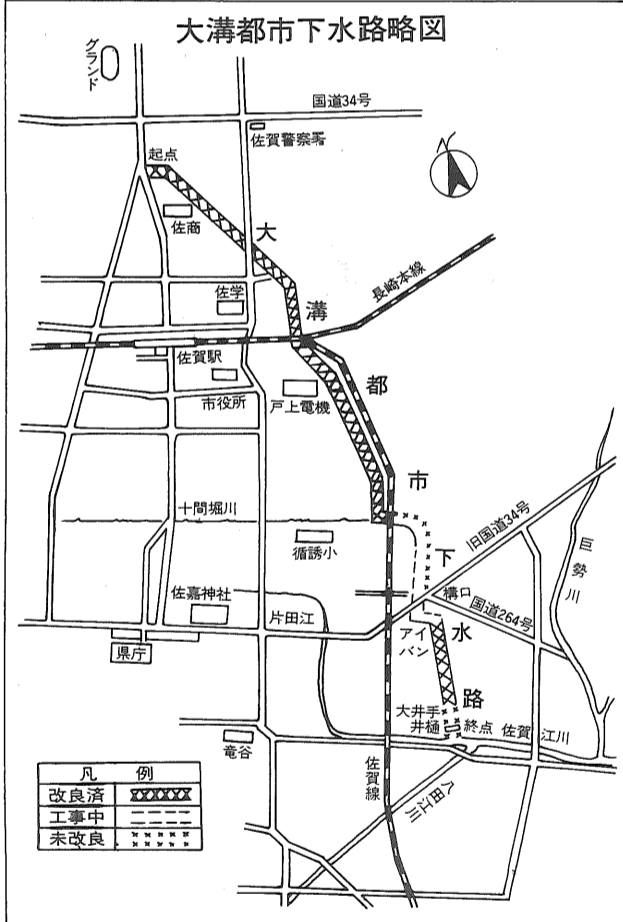 大溝都市下水路略図
グランド
国道34号
佐賀警察署
起点
N
佐商
大溝都市下水路
長崎本線
佐学
佐賀駅
市役所
戸上電機
十間堀川
循誘小
旧国道34号
巨勢川
佐嘉神社
構口
国道264号
片田江
アイバン
県庁
大井手
井樋
終点
佐賀江川
竜谷
佐賀線
八田江川
凡例
改良済
工事中
未改良